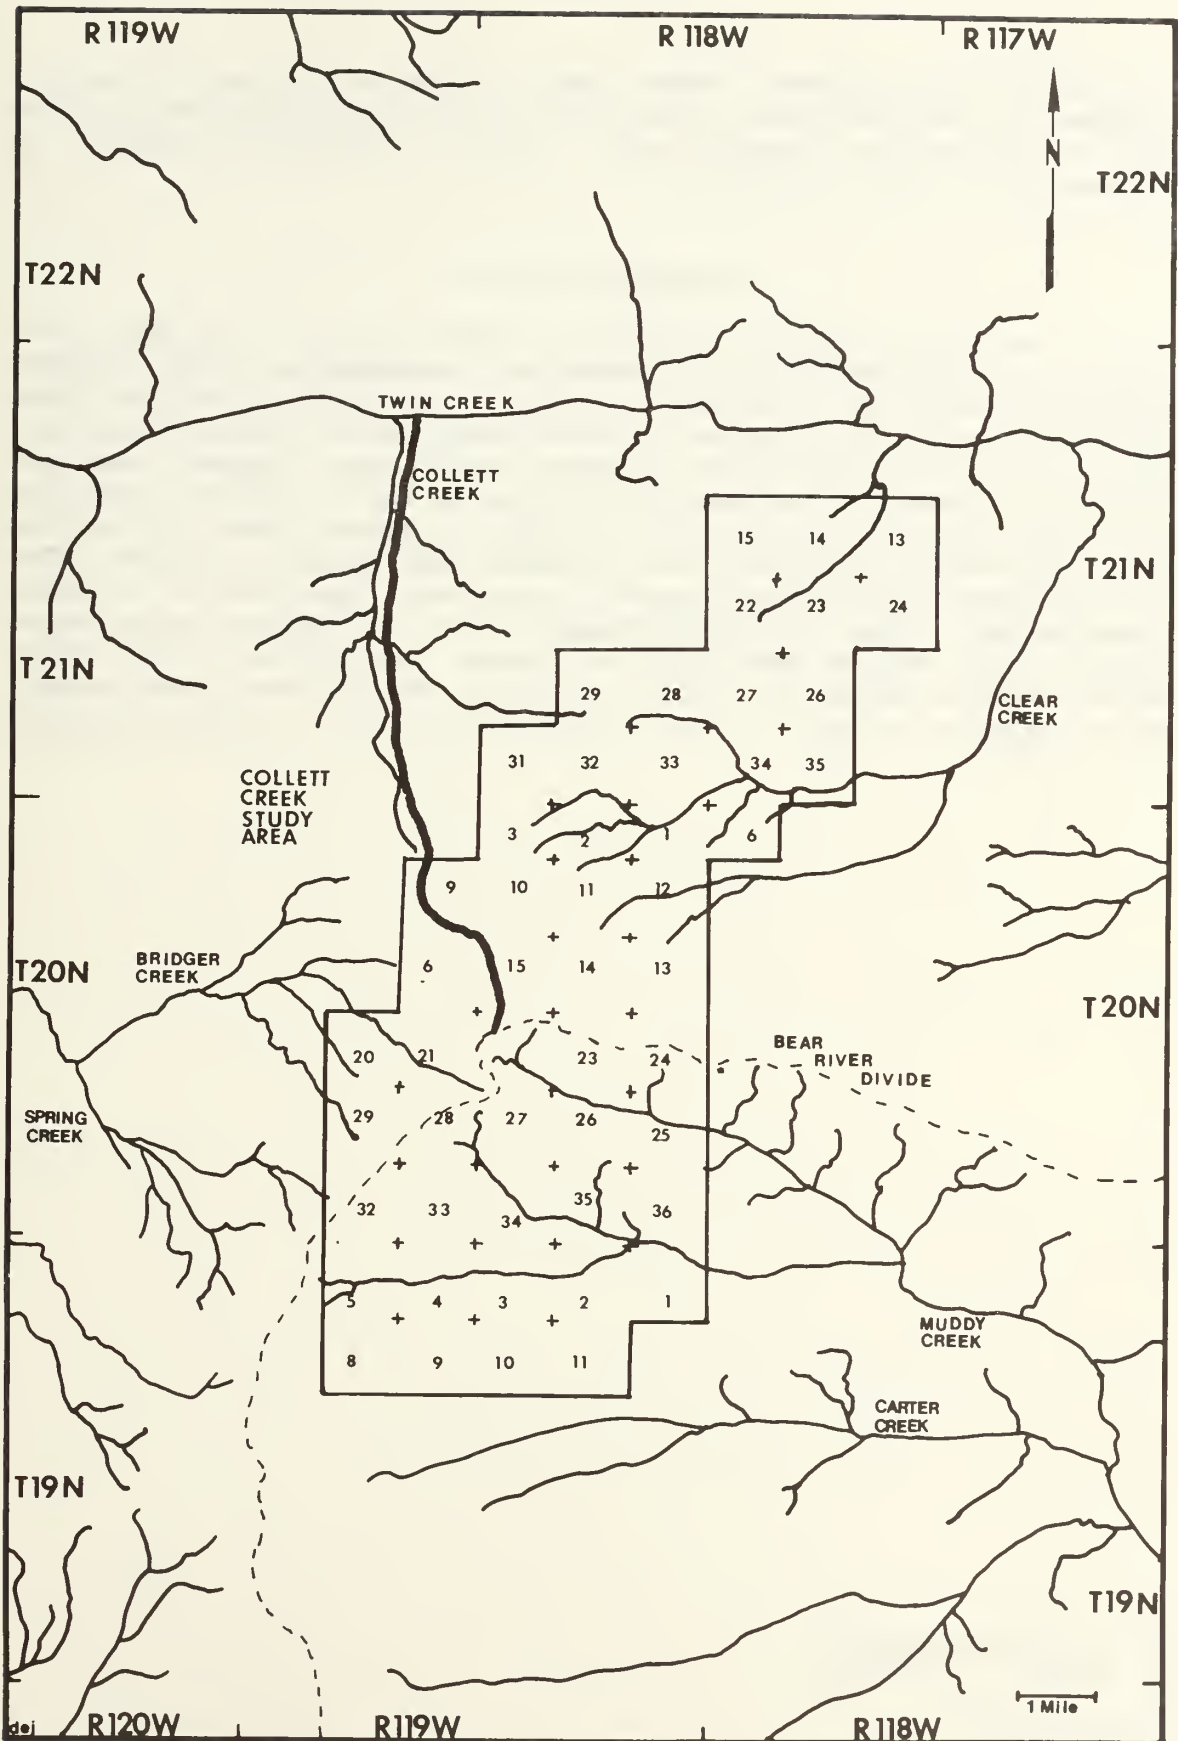 R 119W
R 118W
R 117W
N
T22N
T22N
TWIN CREEK
COLLETT
CREEK
15 14 13
T21N
22 23 24
T21N
29 28 27 26
CLEAR
CREEK
31 32 33 34 35
COLLETT
CREEK
STUDY
AREA
3 2 1 6
9 10 11 12
BRIDGER
CREEK
T20N
6 15 14 13
T20N
BEAR
RIVER
DIVIDE
20 21 23 24
SPRING
CREEK
29 28 27 26 25
32 33 34 35 36
5 4 3 2 1
MUDDY
CREEK
8 9 10 11
CARTER
CREEK
T19N
T19N
1 Mile
dej
R120W
R119W
R118W